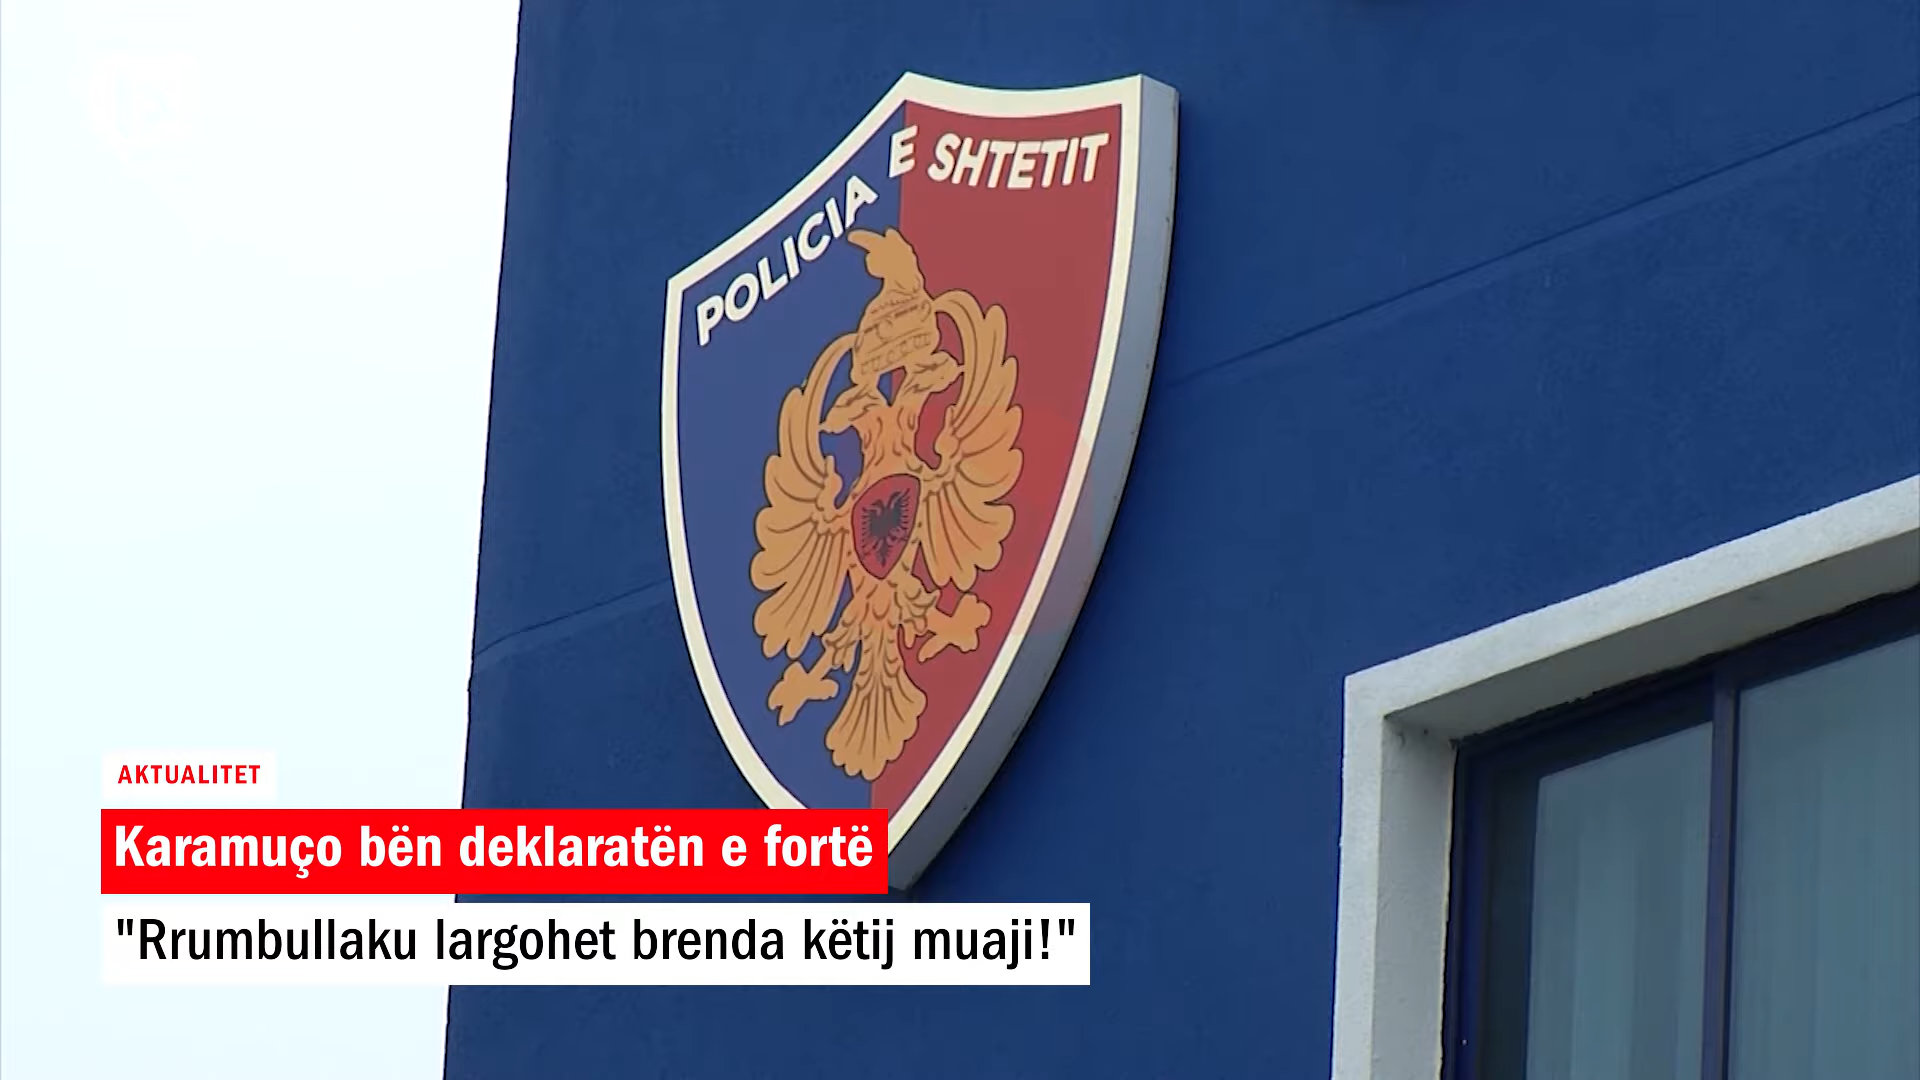 POLICIA E SHTETIT
AKTUALITET
Karamuço bën deklaratën e fortë
"Rrumbullaku largohet brenda këtij muaji!"